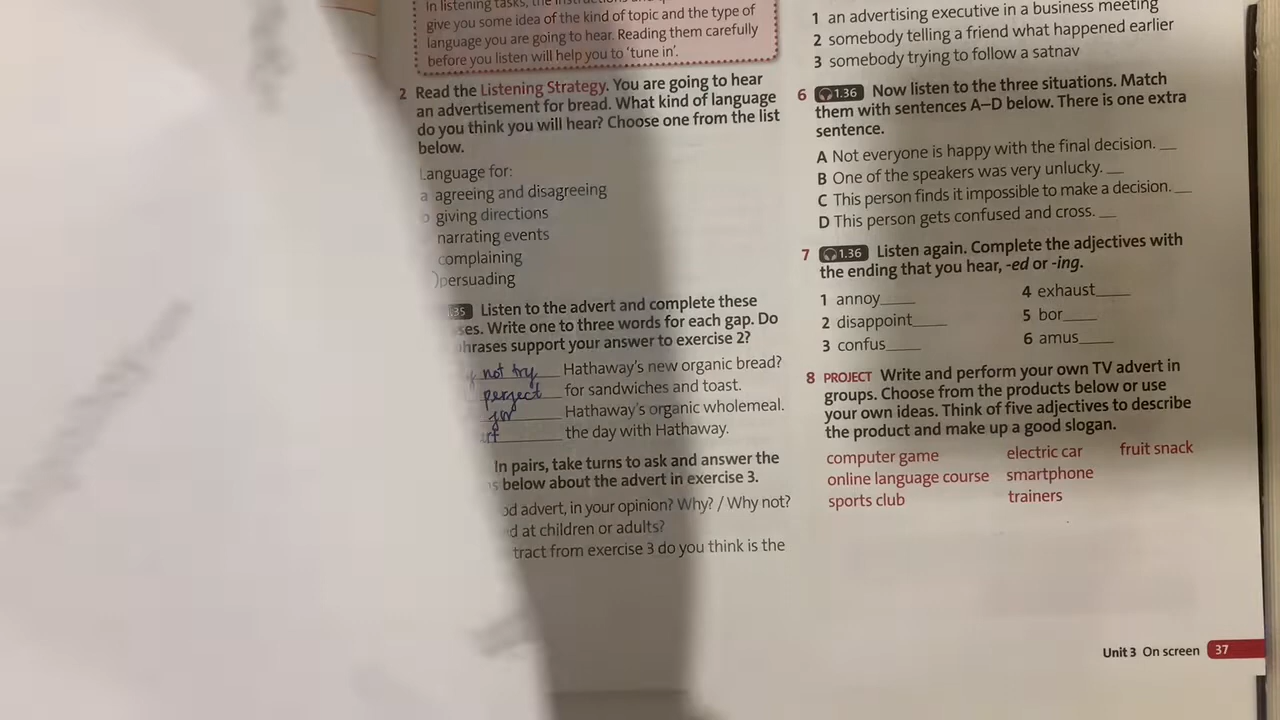 In listening tasks, the instructions and
give you some idea of the kind of topic and the type of
language you are going to hear. Reading them carefully
before you listen will help you to 'tune in'.
2 Read the Listening Strategy. You are going to hear
an advertisement for bread. What kind of language
do you think you will hear? Choose one from the list
below.
Language for:
a agreeing and disagreeing
giving directions
narrating events
complaining
persuading
Listen to the advert and complete these
ses. Write one to three words for each gap. Do
hrases support your answer to exercise 2?
not try Hathaway's new organic bread?
perfect for sandwiches and toast.
for Hathaway's organic wholemeal.
the day with Hathaway.
In pairs, take turns to ask and answer the
s below about the advert in exercise 3.
od advert, in your opinion? Why? / Why not?
d at children or adults?
tract from exercise 3 do you think is the
1 an advertising executive in a business meeting
2 somebody telling a friend what happened earlier
3 somebody trying to follow a satnav
6 1.36 Now listen to the three situations. Match
them with sentences A–D below. There is one extra
sentence.
A Not everyone is happy with the final decision. __
B One of the speakers was very unlucky. __
C This person finds it impossible to make a decision. __
D This person gets confused and cross. __
7 1.36 Listen again. Complete the adjectives with
the ending that you hear, -ed or -ing.
1 annoy____ 4 exhaust____
2 disappoint____ 5 bor____
3 confus____ 6 amus____
8 PROJECT Write and perform your own TV advert in
groups. Choose from the products below or use
your own ideas. Think of five adjectives to describe
the product and make up a good slogan.
computer game electric car fruit snack
online language course smartphone
sports club trainers
Unit 3 On screen 37